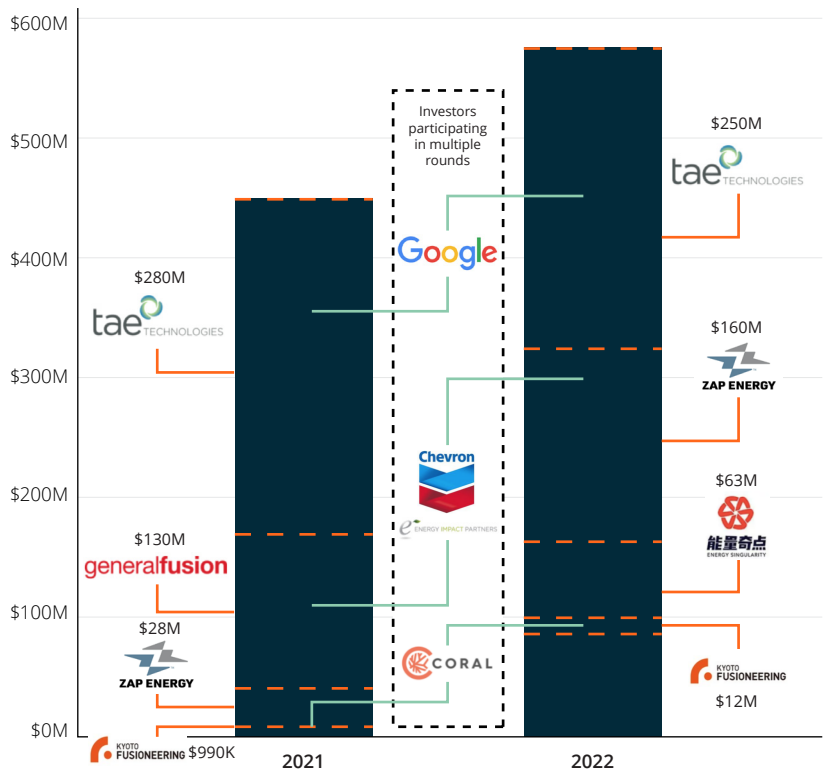 $600M
$500M
$400M
$300M
$200M
$100M
$0M
$280M
tae TECHNOLOGIES
$130M
generalfusion
$28M
ZAP ENERGY
KYOTO
FUSIONEERING
$990K
2021
Investors
participating
in multiple
rounds
Google
Chevron
e ENERGY IMPACT PARTNERS
CORAL
2022
$250M
tae TECHNOLOGIES
$160M
ZAP ENERGY
$63M
能量奇点
ENERGY SINGULARITY
KYOTO
FUSIONEERING
$12M